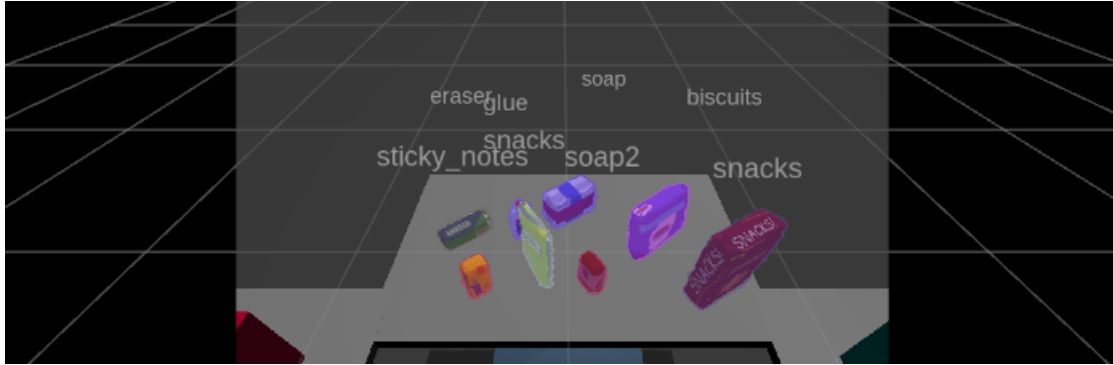 soap
eraser
glue
biscuits
snacks
sticky_notes
soap2
snacks
SNACKS!
SNACKS!